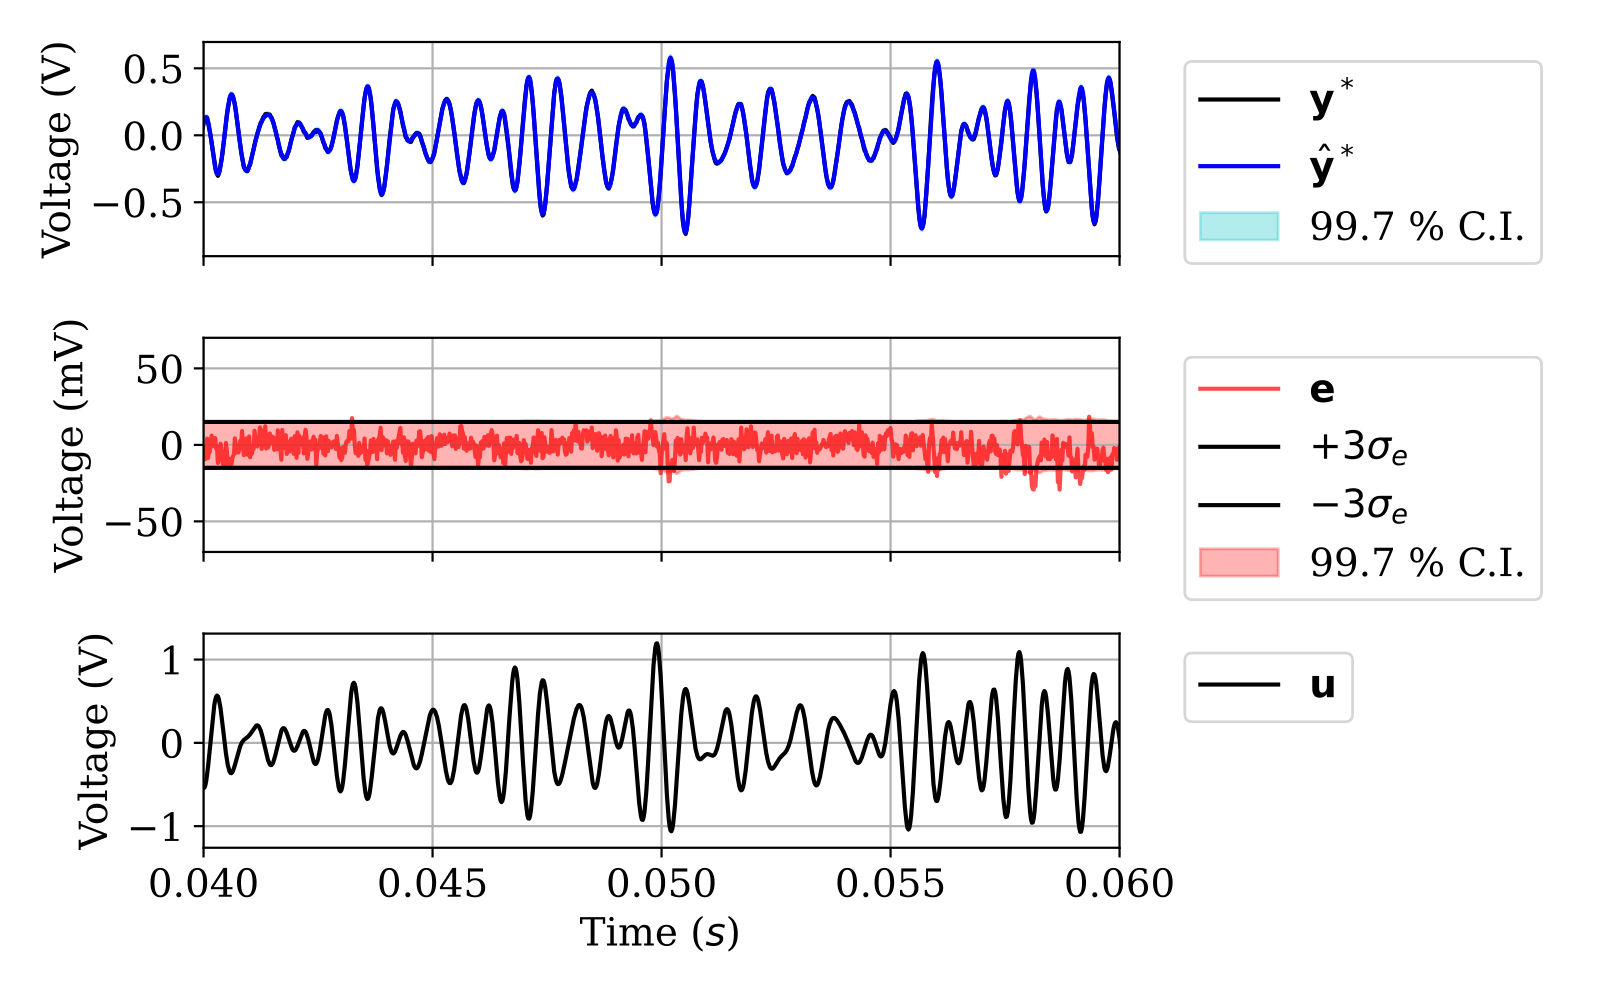 Voltage (V)
0.5
0.0
−0.5
y*
ŷ*
99.7 % C.I.
Voltage (mV)
50
0
−50
e
+3σₑ
−3σₑ
99.7 % C.I.
Voltage (V)
1
0
−1
u
0.040 0.045 0.050 0.055 0.060
Time (s)